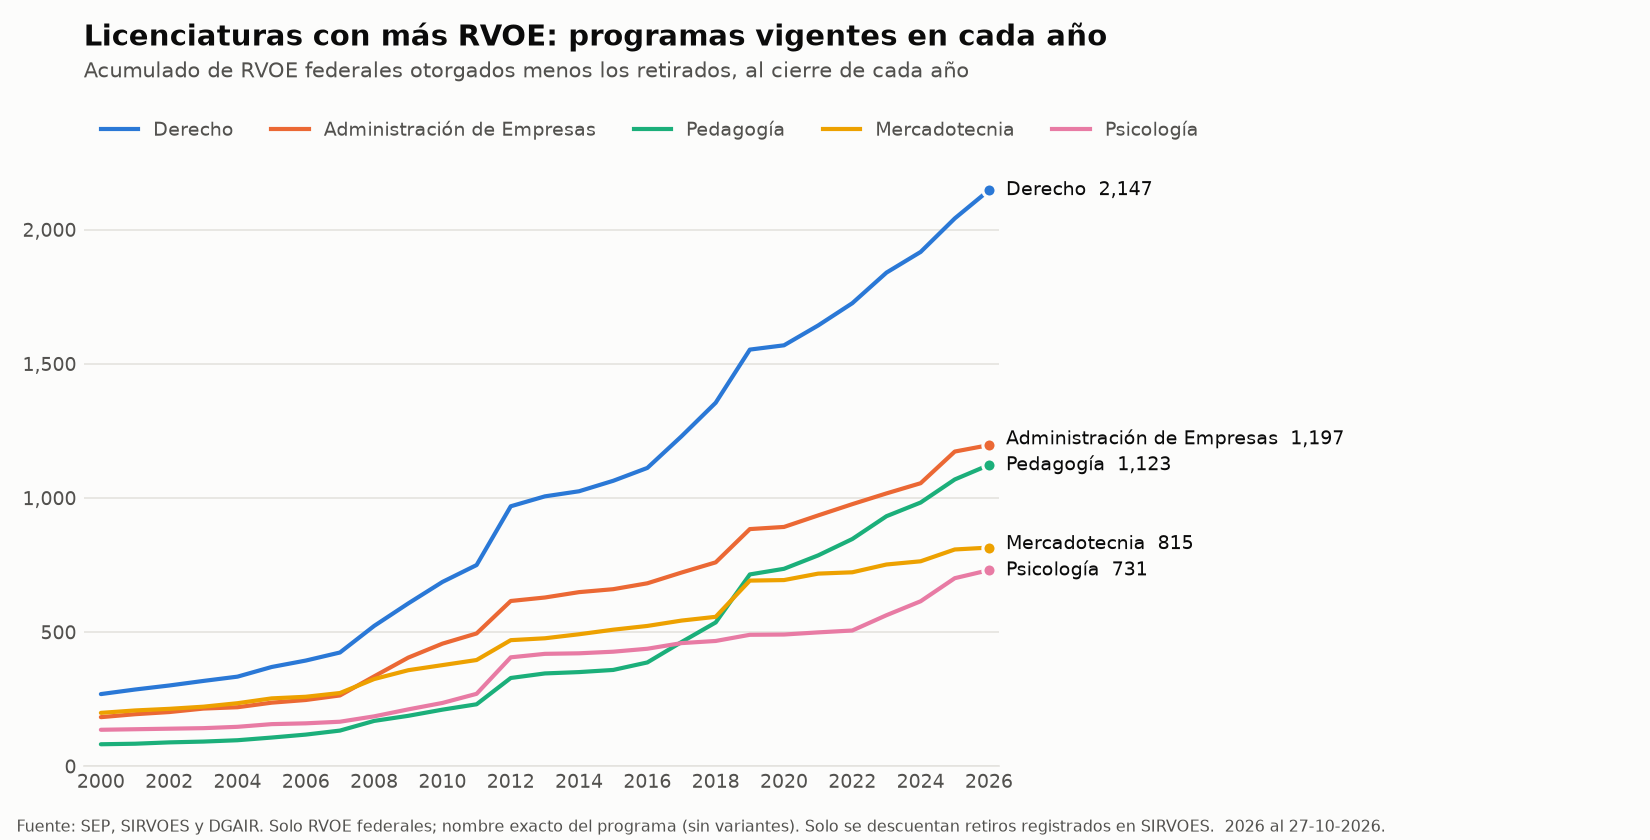 Licenciaturas con más RVOE: programas vigentes en cada año
Acumulado de RVOE federales otorgados menos los retirados, al cierre de cada año
Derecho Administración de Empresas Pedagogía Mercadotecnia Psicología
Derecho 2,147
2,000
1,500
Administración de Empresas 1,197
Pedagogía 1,123
1,000
Mercadotecnia 815
Psicología 731
500
0
2000 2002 2004 2006 2008 2010 2012 2014 2016 2018 2020 2022 2024 2026
Fuente: SEP, SIRVOES y DGAIR. Solo RVOE federales; nombre exacto del programa (sin variantes). Solo se descuentan retiros registrados en SIRVOES. 2026 al 27-10-2026.